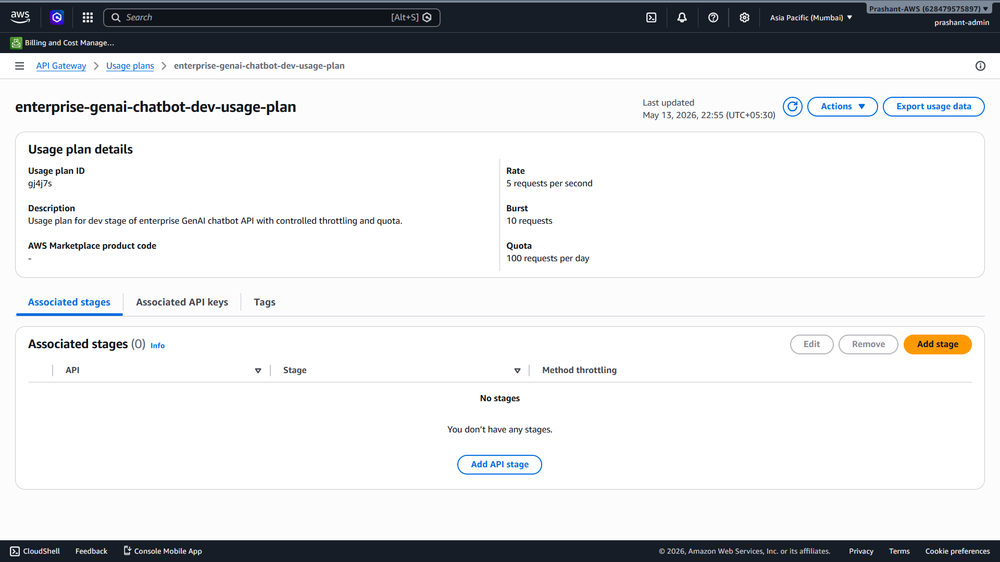 aws
Search [Alt+S]
Asia Pacific (Mumbai)
Prashant-AWS (628479575897)
prashant-admin
Billing and Cost Manage...
API Gateway
Usage plans
enterprise-genai-chatbot-dev-usage-plan
enterprise-genai-chatbot-dev-usage-plan
Last updated
May 13, 2026, 22:55 (UTC+05:30)
Actions
Export usage data
Usage plan details
Usage plan ID
gj4j7s
Description
Usage plan for dev stage of enterprise GenAI chatbot API with controlled throttling and quota.
AWS Marketplace product code
-
Rate
5 requests per second
Burst
10 requests
Quota
100 requests per day
Associated stages
Associated API keys
Tags
Associated stages (0) Info
Edit
Remove
Add stage
API
Stage
Method throttling
No stages
You don't have any stages.
Add API stage
CloudShell
Feedback
Console Mobile App
© 2026, Amazon Web Services, Inc. or its affiliates.
Privacy
Terms
Cookie preferences